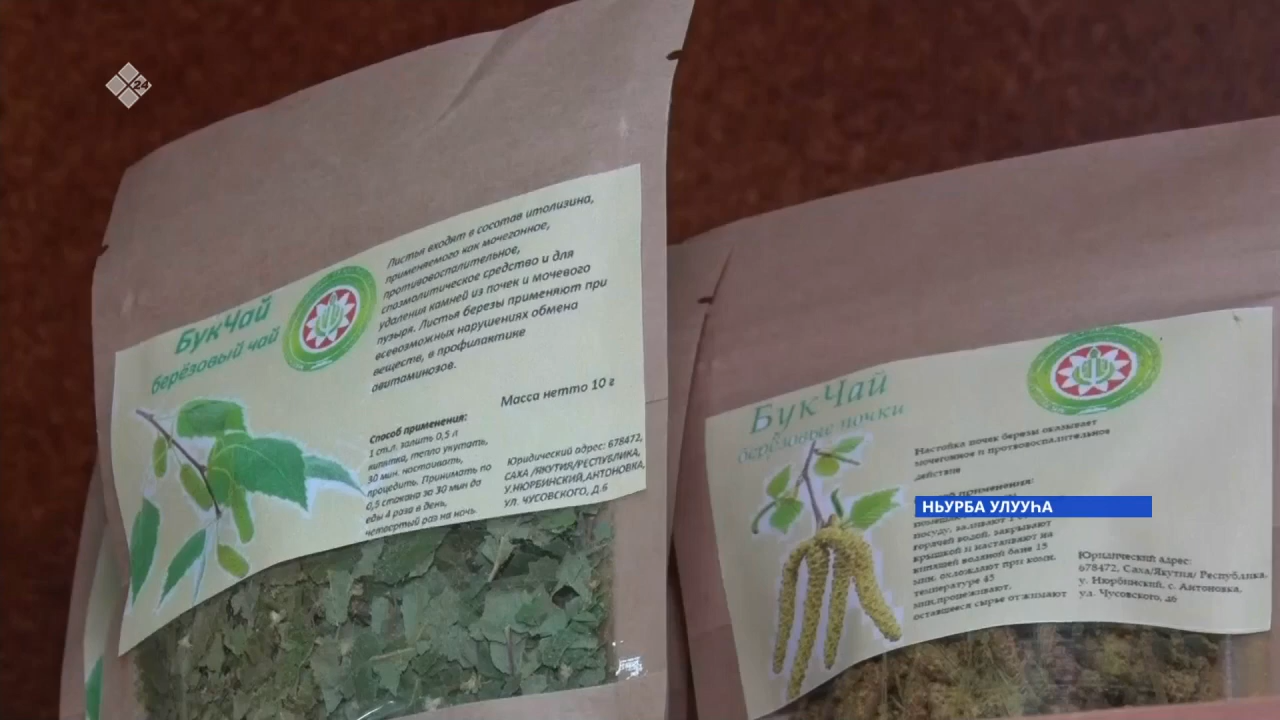 24
БукЧай
берёзовый чай
Листья входят в сосотав итолизина,
применяемого как мочегонное,
противовоспалительное,
спазмолитическое средство и для
удаления камней из почек и мочевого
пузыря. Листья березы применяют при
всевозможных нарушениях обмена
веществ, в профилактике
авитаминозов.
Масса нетто 10 г
Способ применения:
1 ст.л. залить 0,5 л
кипятка, тепло укутать,
30 мин. настаивать,
процедить. Принимать по
0,5 стакана за 30 мин до
еды 4 раза в день,
четвертый раз на ночь.
Юридический адрес: 678472,
САХА /ЯКУТИЯ/РЕСПУБЛИКА,
У.НЮРБИНСКИЙ,АНТОНОВКА,
УЛ. ЧУСОВСКОГО, Д.6
БукЧай
берёзовые почки
Настойка почек березы оказывает
мочегонное и противовоспалительное
действие
применения:
НЬУРБА УЛУУҺА
посуду, заливают
горячей водой, закрывают
крышкой и настаивают на
кипящей водяной бане 15
мин, охлаждают при комн.
температуре 45
мин,процеживают,
оставшееся сырье отжимают
Юридический адрес:
678472, Саха/Якутия/ Республика,
у. Нюрбинский, с. Антоновка,
ул. Чусовского, д6